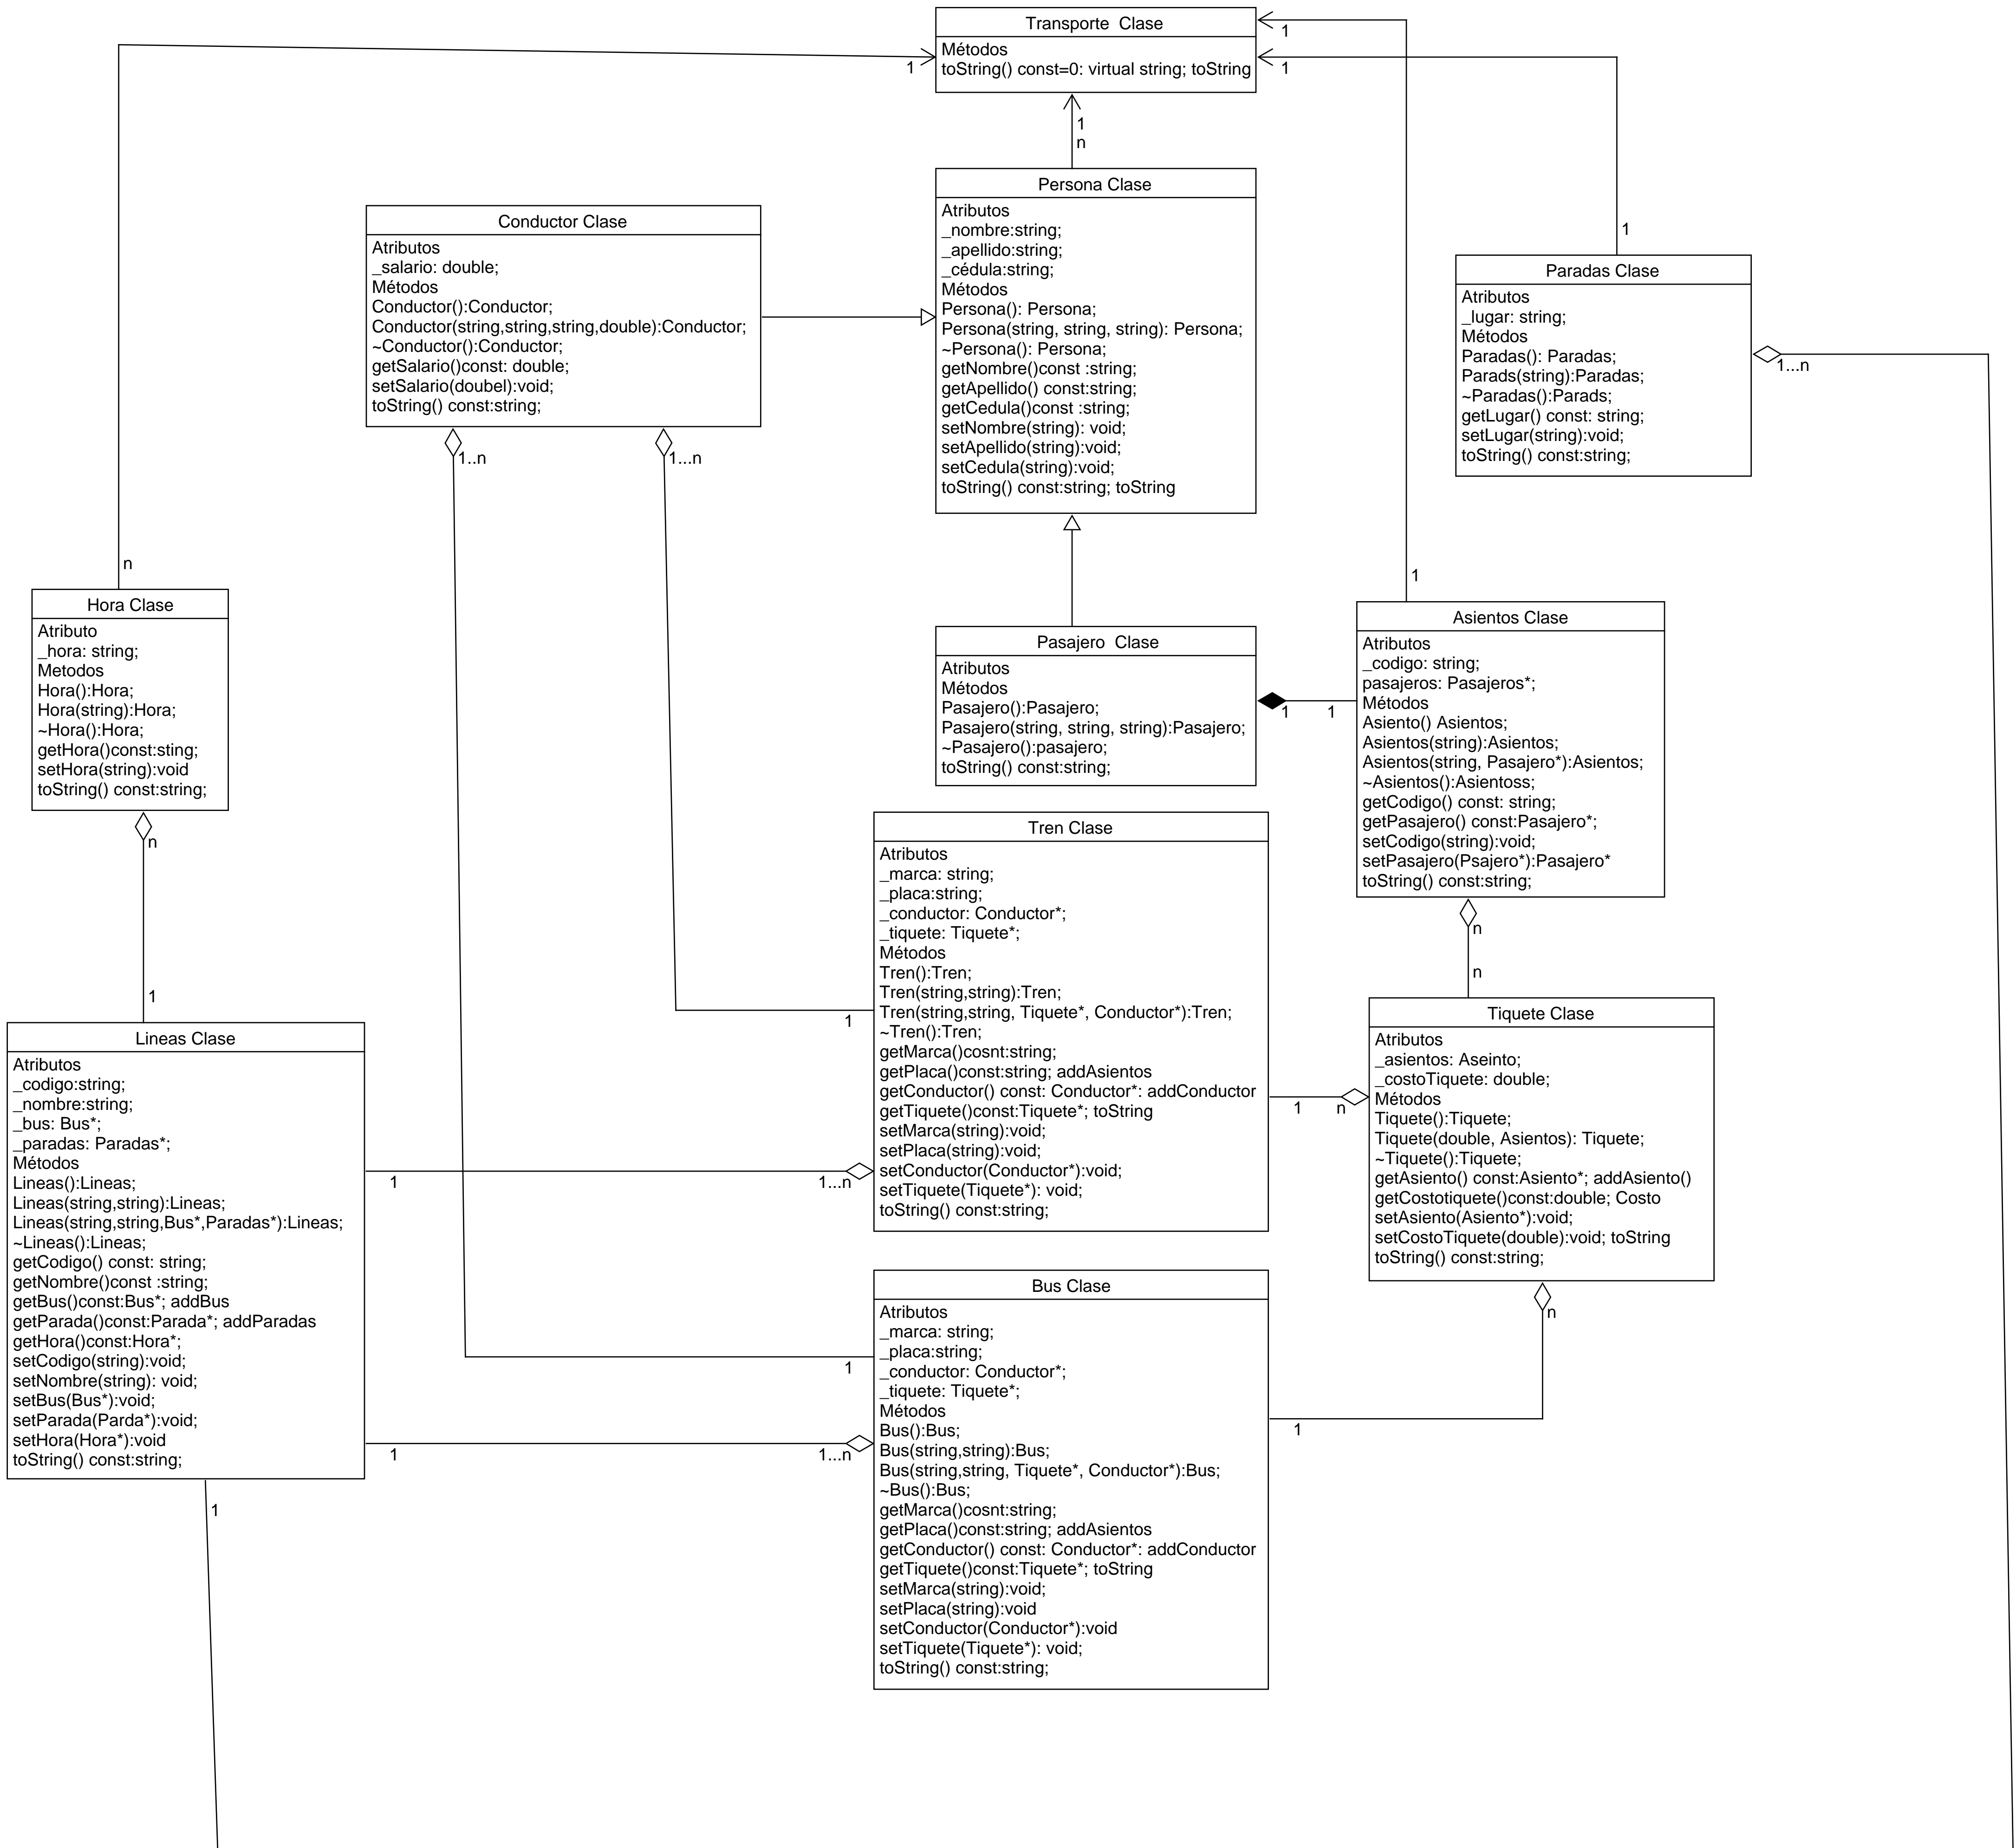 Transporte  Clase
Métodos
toString() const=0: virtual string; toString
1
1
1
1
n
Persona Clase
Atributos
_nombre:string;
_apellido:string;
_cédula:string;
Métodos
Persona(): Persona;
Persona(string, string, string): Persona;
~Persona(): Persona;
getNombre()const :string;
getApellido() const:string;
getCedula()const :string;
setNombre(string): void;
setApellido(string):void;
setCedula(string):void;
toString() const:string; toString
Conductor Clase
Atributos
_salario: double;
Métodos
Conductor():Conductor;
Conductor(string,string,string,double):Conductor;
~Conductor():Conductor;
getSalario()const: double;
setSalario(doubel):void;
toString() const:string;
1..n
1...n
1
Paradas Clase
Atributos
_lugar: string;
Métodos
Paradas(): Paradas;
Parads(string):Paradas;
~Paradas():Parads;
getLugar() const: string;
setLugar(string):void;
toString() const:string;
1...n
n
Hora Clase
Atributo
_hora: string;
Metodos
Hora():Hora;
Hora(string):Hora;
~Hora():Hora;
getHora()const:sting;
setHora(string):void
toString() const:string;
n
1
Pasajero  Clase
Atributos
Métodos
Pasajero():Pasajero;
Pasajero(string, string, string):Pasajero;
~Pasajero():pasajero;
toString() const:string;
1
1
1
Asientos Clase
Atributos
_codigo: string;
pasajeros: Pasajeros*;
Métodos
Asiento() Asientos;
Asientos(string):Asientos;
Asientos(string, Pasajero*):Asientos;
~Asientos():Asientoss;
getCodigo() const: string;
getPasajero() const:Pasajero*;
setCodigo(string):void;
setPasajero(Psajero*):Pasajero*
toString() const:string;
n
n
Tren Clase
Atributos
_marca: string;
_placa:string;
_conductor: Conductor*;
_tiquete: Tiquete*;
Métodos
Tren():Tren;
Tren(string,string):Tren;
Tren(string,string, Tiquete*, Conductor*):Tren;
~Tren():Tren;
getMarca()cosnt:string;
getPlaca()const:string; addAsientos
getConductor() const: Conductor*: addConductor
getTiquete()const:Tiquete*; toString
setMarca(string):void;
setPlaca(string):void;
setConductor(Conductor*):void;
setTiquete(Tiquete*): void;
toString() const:string;
1
1
n
1
1...n
Tiquete Clase
Atributos
_asientos: Aseinto;
_costoTiquete: double;
Métodos
Tiquete():Tiquete;
Tiquete(double, Asientos): Tiquete;
~Tiquete():Tiquete;
getAsiento() const:Asiento*; addAsiento()
getCostotiquete()const:double; Costo
setAsiento(Asiento*):void;
setCostoTiquete(double):void; toString
toString() const:string;
n
Lineas Clase
Atributos
_codigo:string;
_nombre:string;
_bus: Bus*;
_paradas: Paradas*;
Métodos
Lineas():Lineas;
Lineas(string,string):Lineas;
Lineas(string,string,Bus*,Paradas*):Lineas;
~Lineas():Lineas;
getCodigo() const: string;
getNombre()const :string;
getBus()const:Bus*; addBus
getParada()const:Parada*; addParadas
getHora()const:Hora*;
setCodigo(string):void;
setNombre(string): void;
setBus(Bus*):void;
setParada(Parda*):void;
setHora(Hora*):void
toString() const:string;
1
Bus Clase
Atributos
_marca: string;
_placa:string;
_conductor: Conductor*;
_tiquete: Tiquete*;
Métodos
Bus():Bus;
Bus(string,string):Bus;
Bus(string,string, Tiquete*, Conductor*):Bus;
~Bus():Bus;
getMarca()cosnt:string;
getPlaca()const:string; addAsientos
getConductor() const: Conductor*: addConductor
getTiquete()const:Tiquete*; toString
setMarca(string):void;
setPlaca(string):void
setConductor(Conductor*):void
setTiquete(Tiquete*): void;
toString() const:string;
1
1
1
1...n